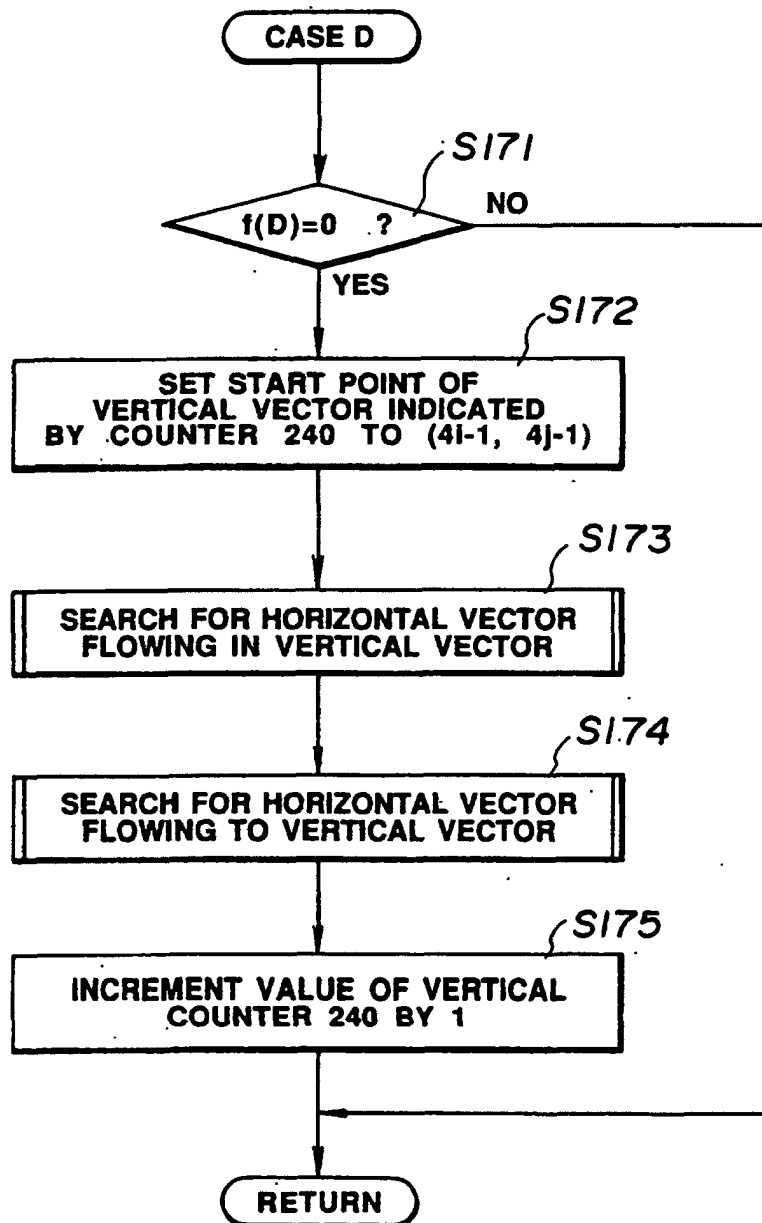 CASE D
S171
f(D)=0 ?
NO
YES
S172
SET START POINT OF
VERTICAL VECTOR INDICATED
BY COUNTER 240 TO (4i-1, 4j-1)
S173
SEARCH FOR HORIZONTAL VECTOR
FLOWING IN VERTICAL VECTOR
S174
SEARCH FOR HORIZONTAL VECTOR
FLOWING TO VERTICAL VECTOR
S175
INCREMENT VALUE OF VERTICAL
COUNTER 240 BY 1
RETURN